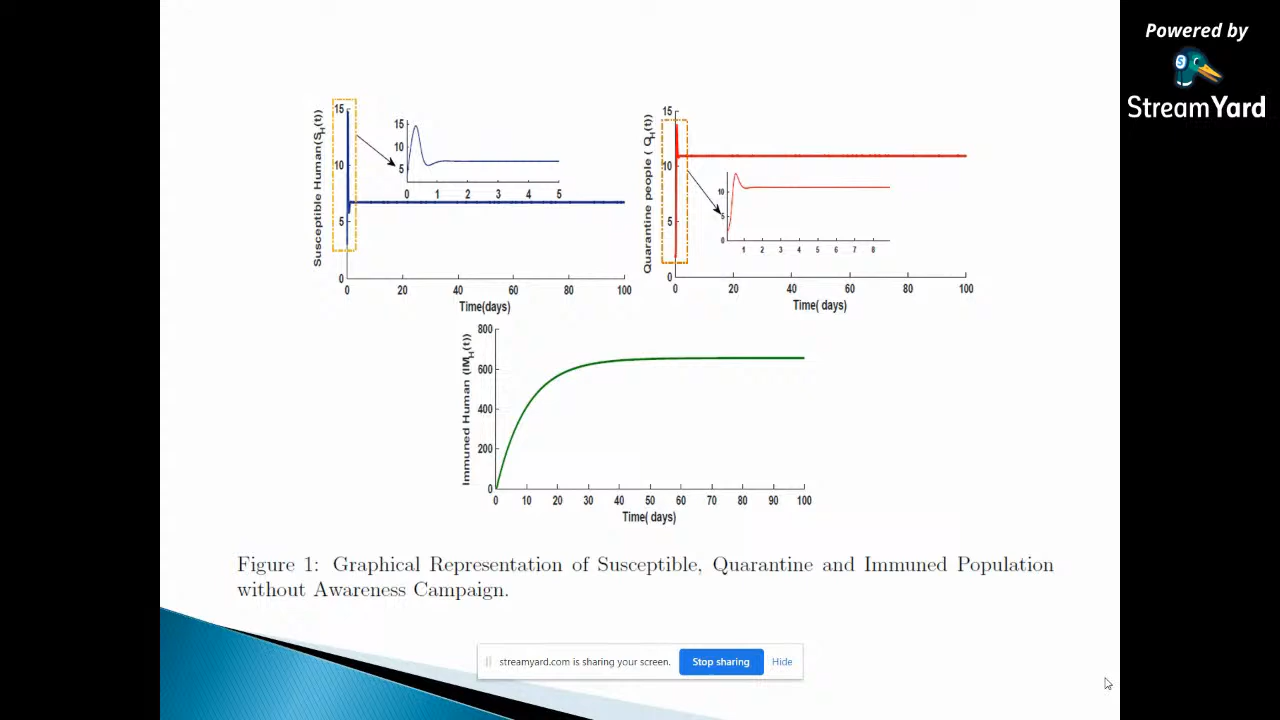 Powered by
StreamYard
Susceptible Human(S_H(t))
15
10
5
0
0 20 40 60 80 100
Time(days)
15
10
5
0 1 2 3 4 5
Quarantine people ( Q_H(t))
15
10
5
0
0 20 40 60 80 100
Time( days)
10
5
0
1 2 3 4 5 6 7 8
Immuned Human (IM_H(t))
800
600
400
200
0
0 10 20 30 40 50 60 70 80 90 100
Time( days)
Figure 1: Graphical Representation of Susceptible, Quarantine and Immuned Population
without Awareness Campaign.
streamyard.com is sharing your screen. Stop sharing Hide